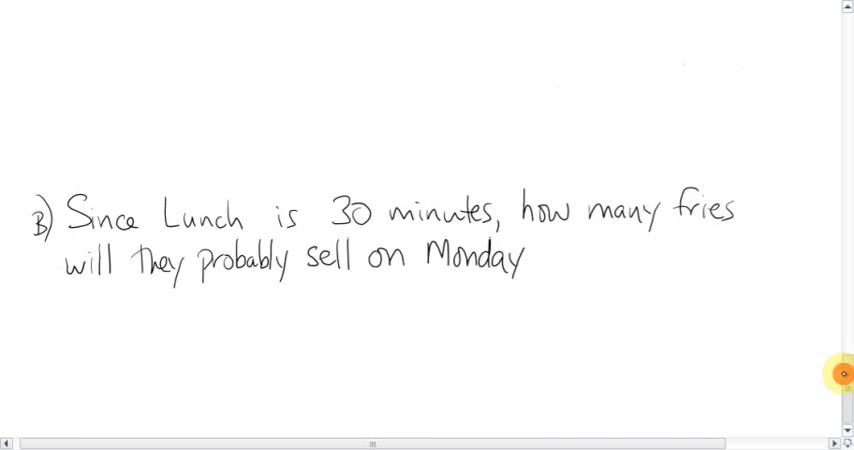 B) Since Lunch is 30 minutes, how many fries
will they probably sell on Monday